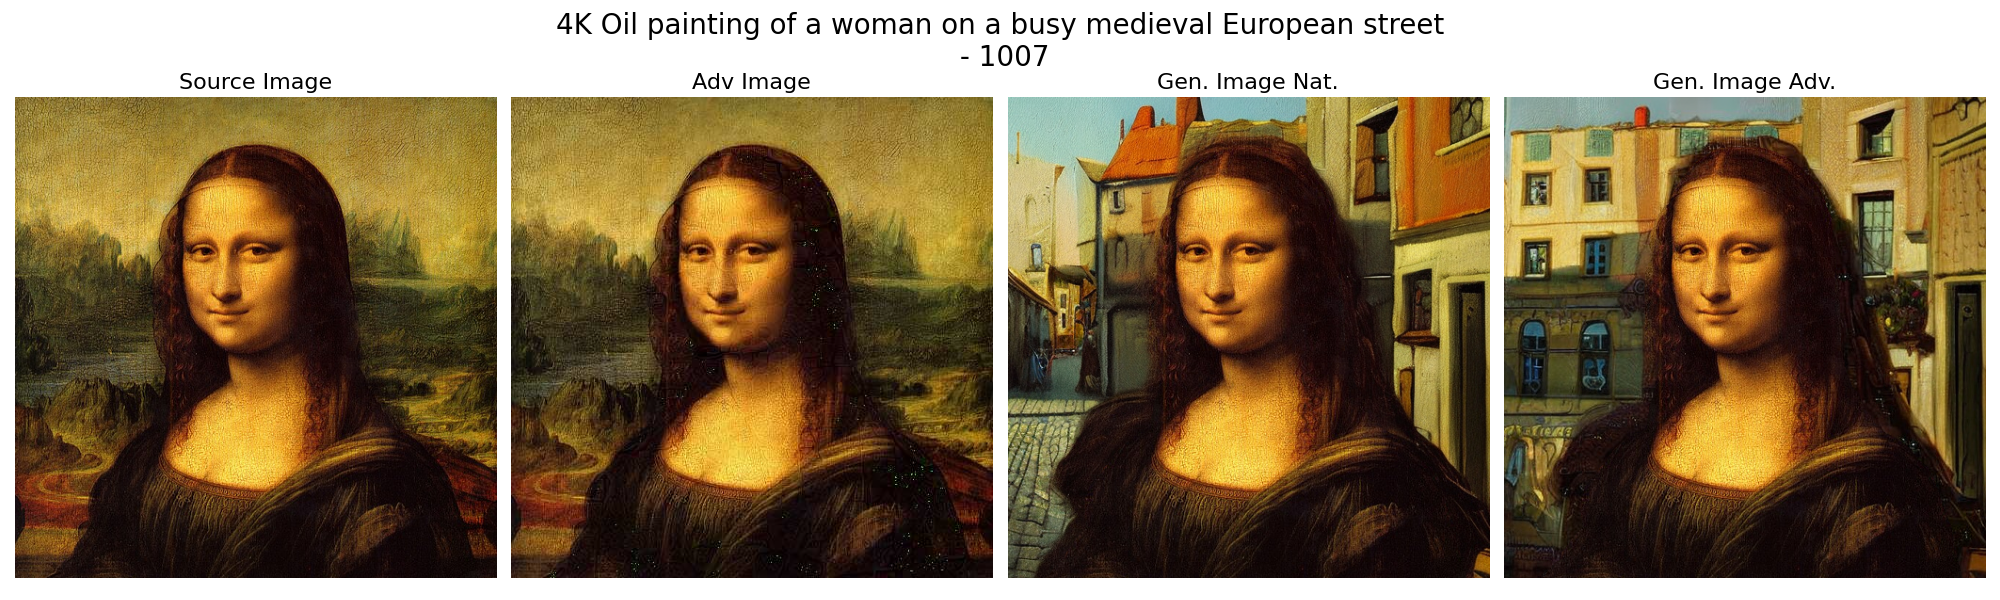 4K Oil painting of a woman on a busy medieval European street
- 1007
Source Image
Adv Image
Gen. Image Nat.
Gen. Image Adv.